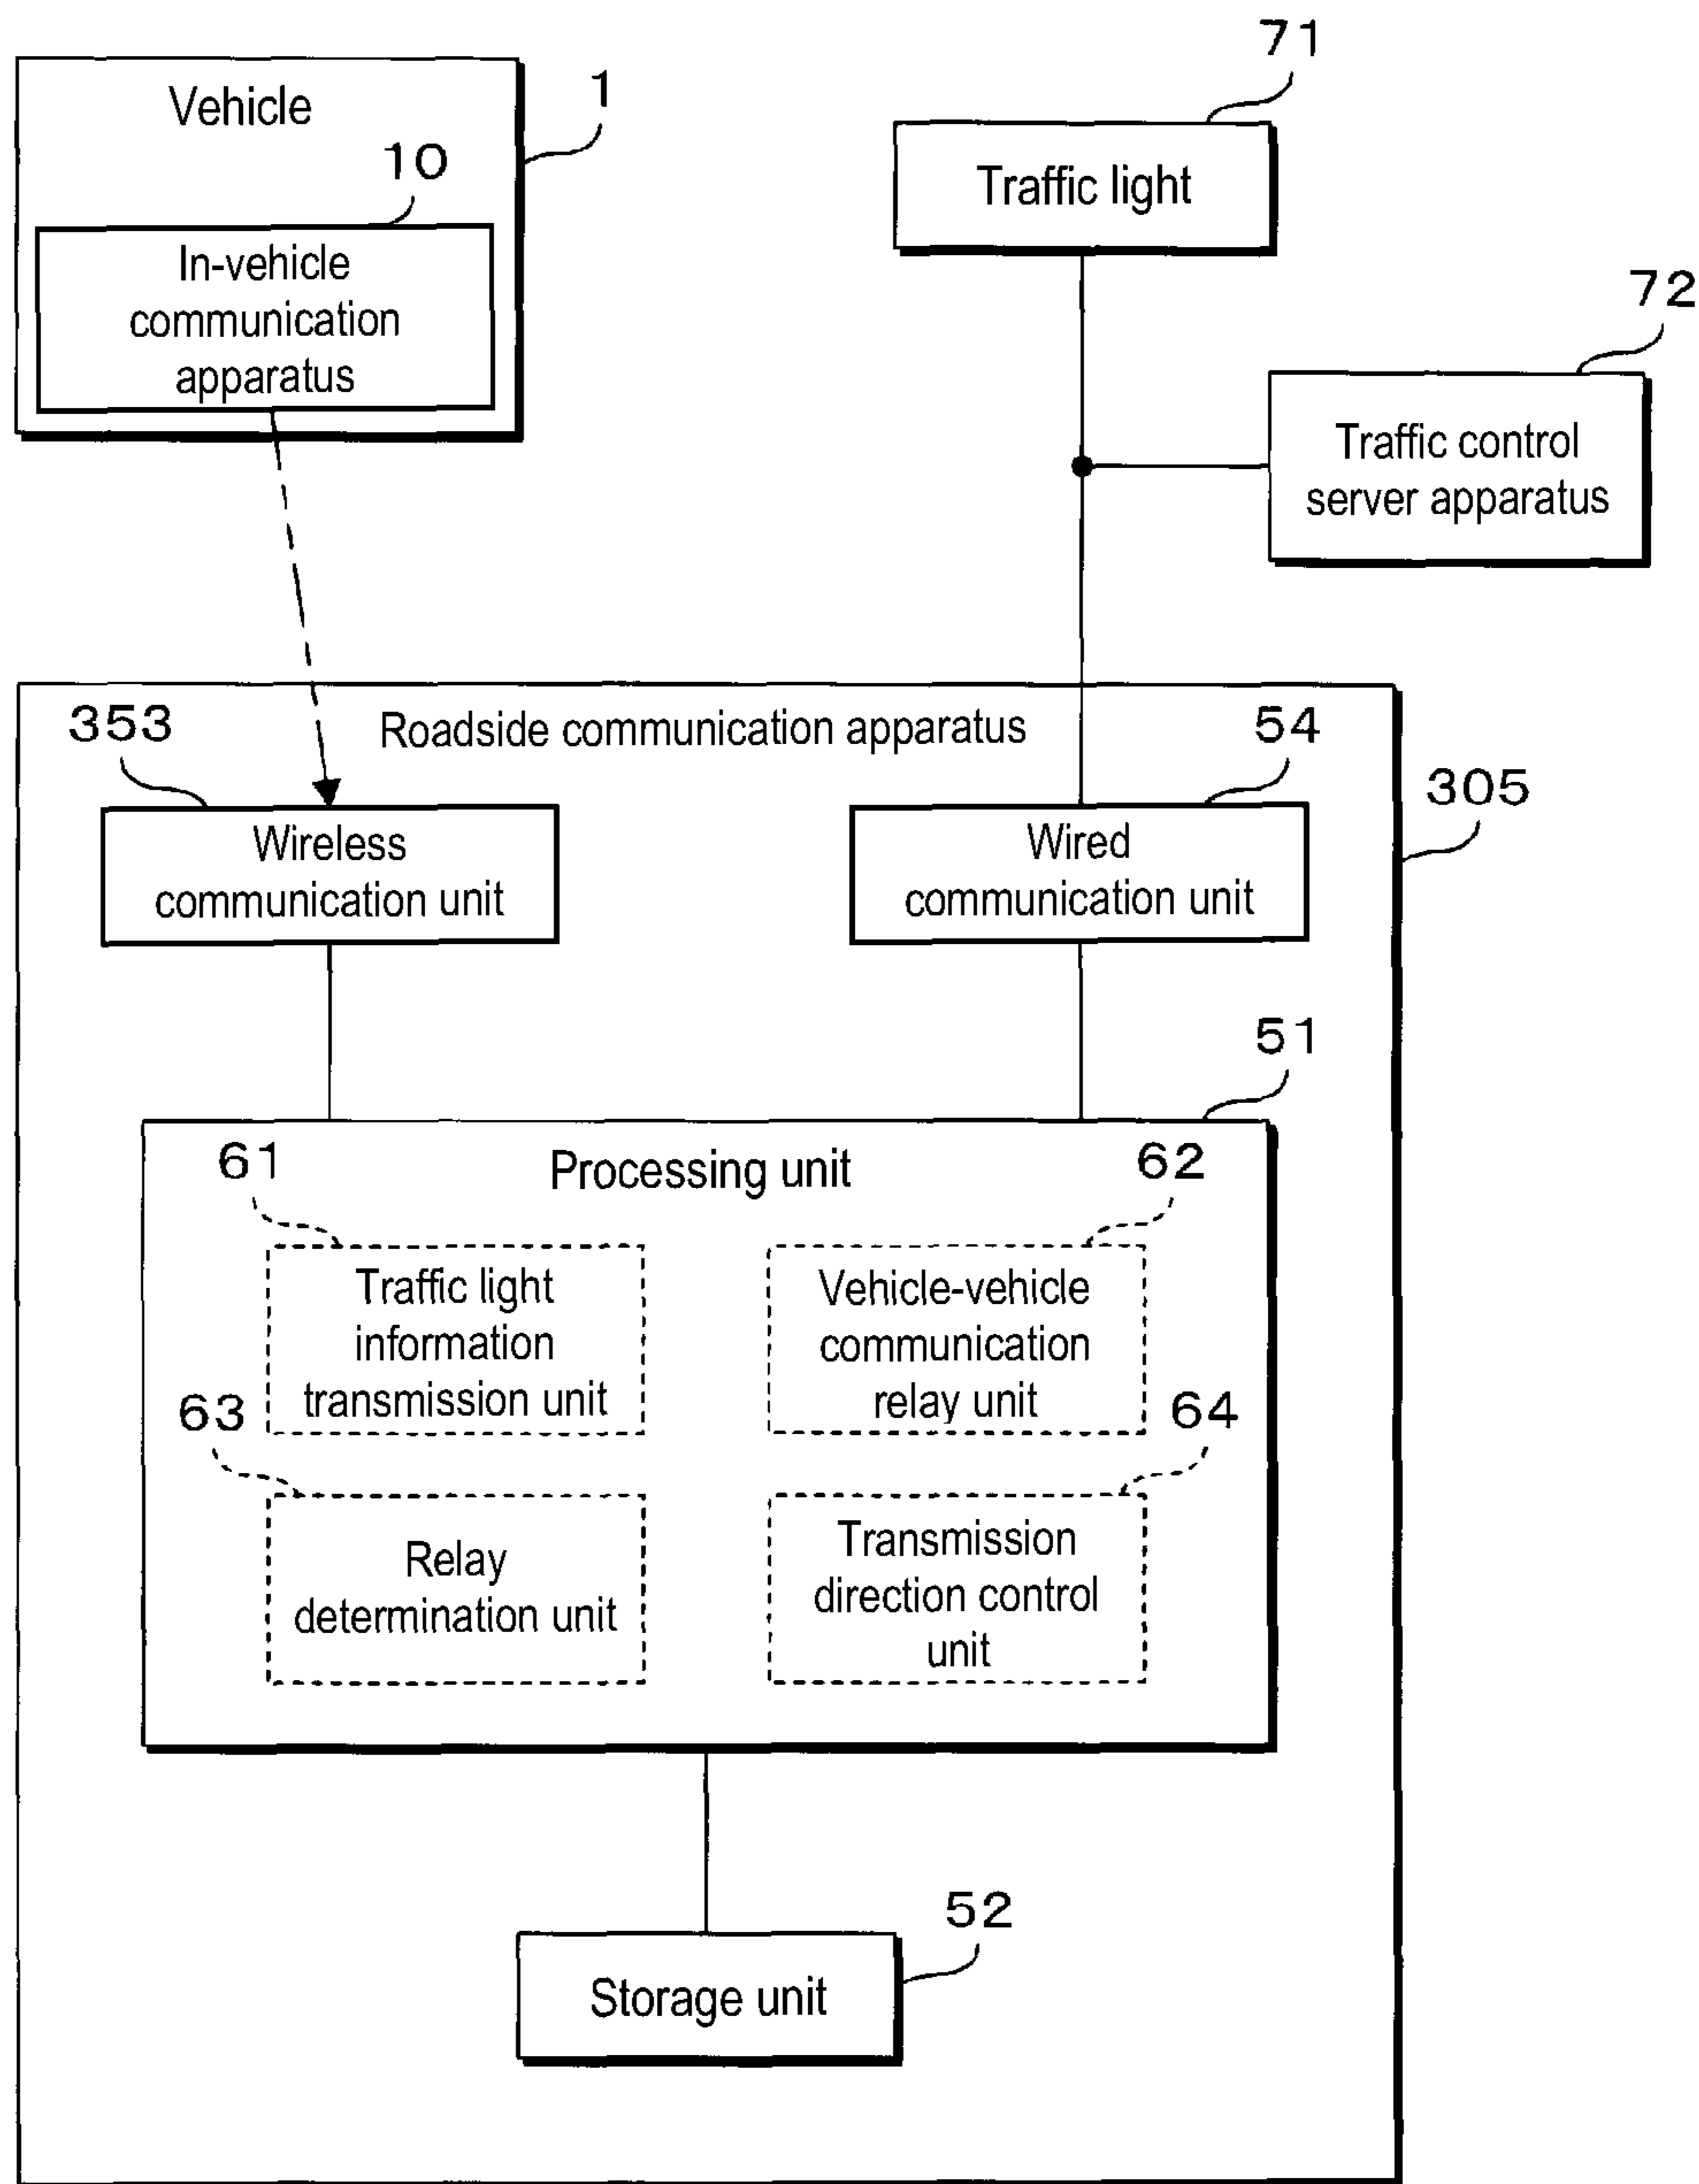 71
1
Vehicle
10
Traffic light
In-vehicle
communication
apparatus
72
Traffic control
server apparatus
353
Roadside communication apparatus
54
305
Wireless
communication unit
Wired
communication unit
51
61
Processing unit
62
Traffic light
information
transmission unit
Vehicle-vehicle
communication
relay unit
63
64
Relay
determination unit
Transmission
direction control
unit
52
Storage unit